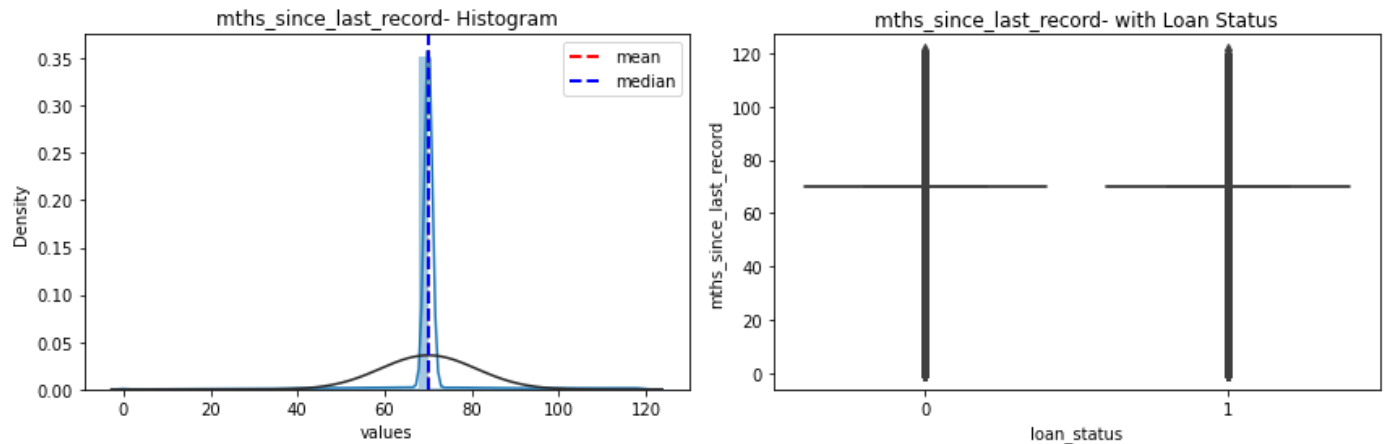 mths_since_last_record- Histogram
mean
median
0.35
0.30
0.25
0.20
0.15
0.10
0.05
0.00
Density
0 20 40 60 80 100 120
values
mths_since_last_record- with Loan Status
120
100
80
60
40
20
0
mths_since_last_record
0 1
loan_status